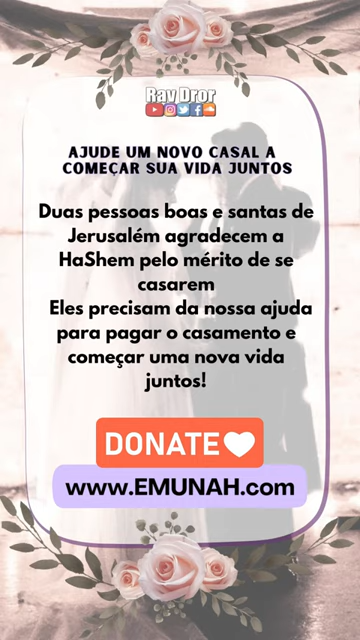 Rav Dror
AJUDE UM NOVO CASAL A
COMEÇAR SUA VIDA JUNTOS
Duas pessoas boas e santas de
Jerusalém agradecem a
HaShem pelo mérito de se
casarem
Eles precisam da nossa ajuda
para pagar o casamento e
começar uma nova vida
juntos!
DONATE
www.EMUNAH.com